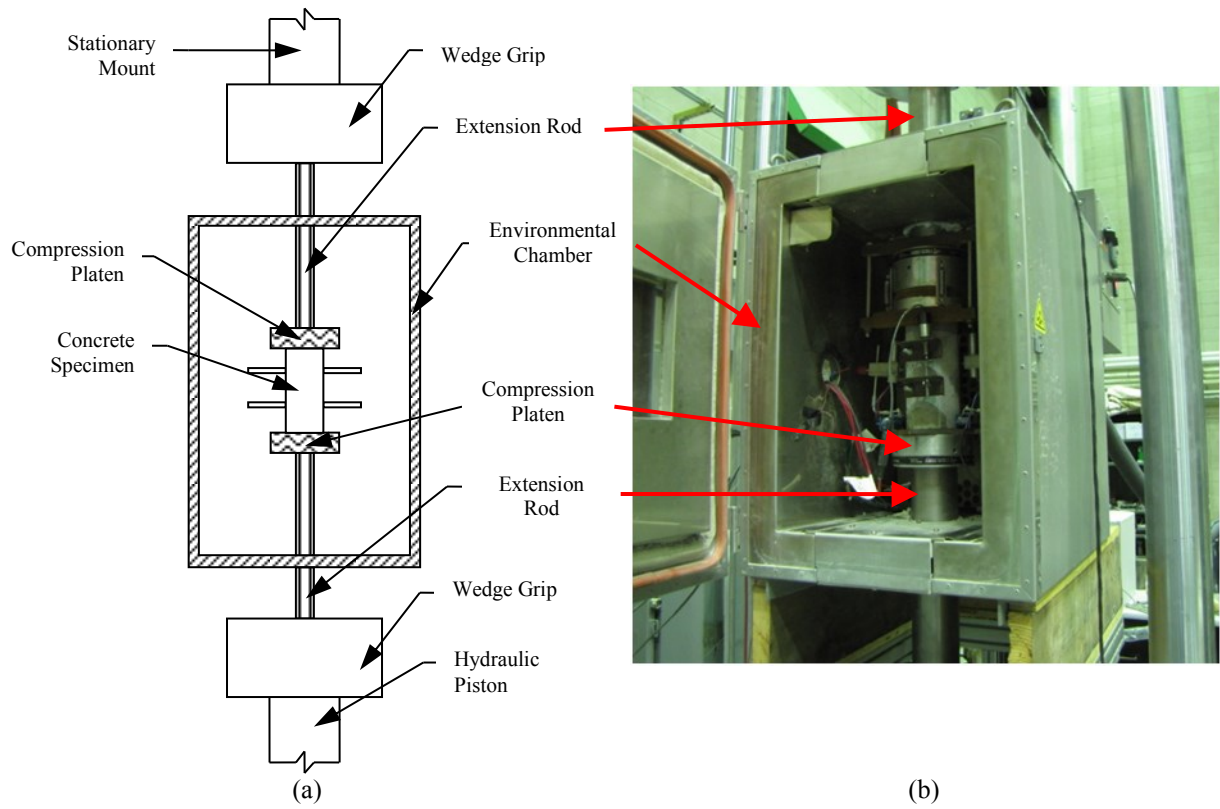 Stationary
Mount
Wedge Grip
Extension Rod
Compression
Platen
Environmental
Chamber
Concrete
Specimen
Compression
Platen
Extension
Rod
Wedge Grip
Hydraulic
Piston
(a)
(b)